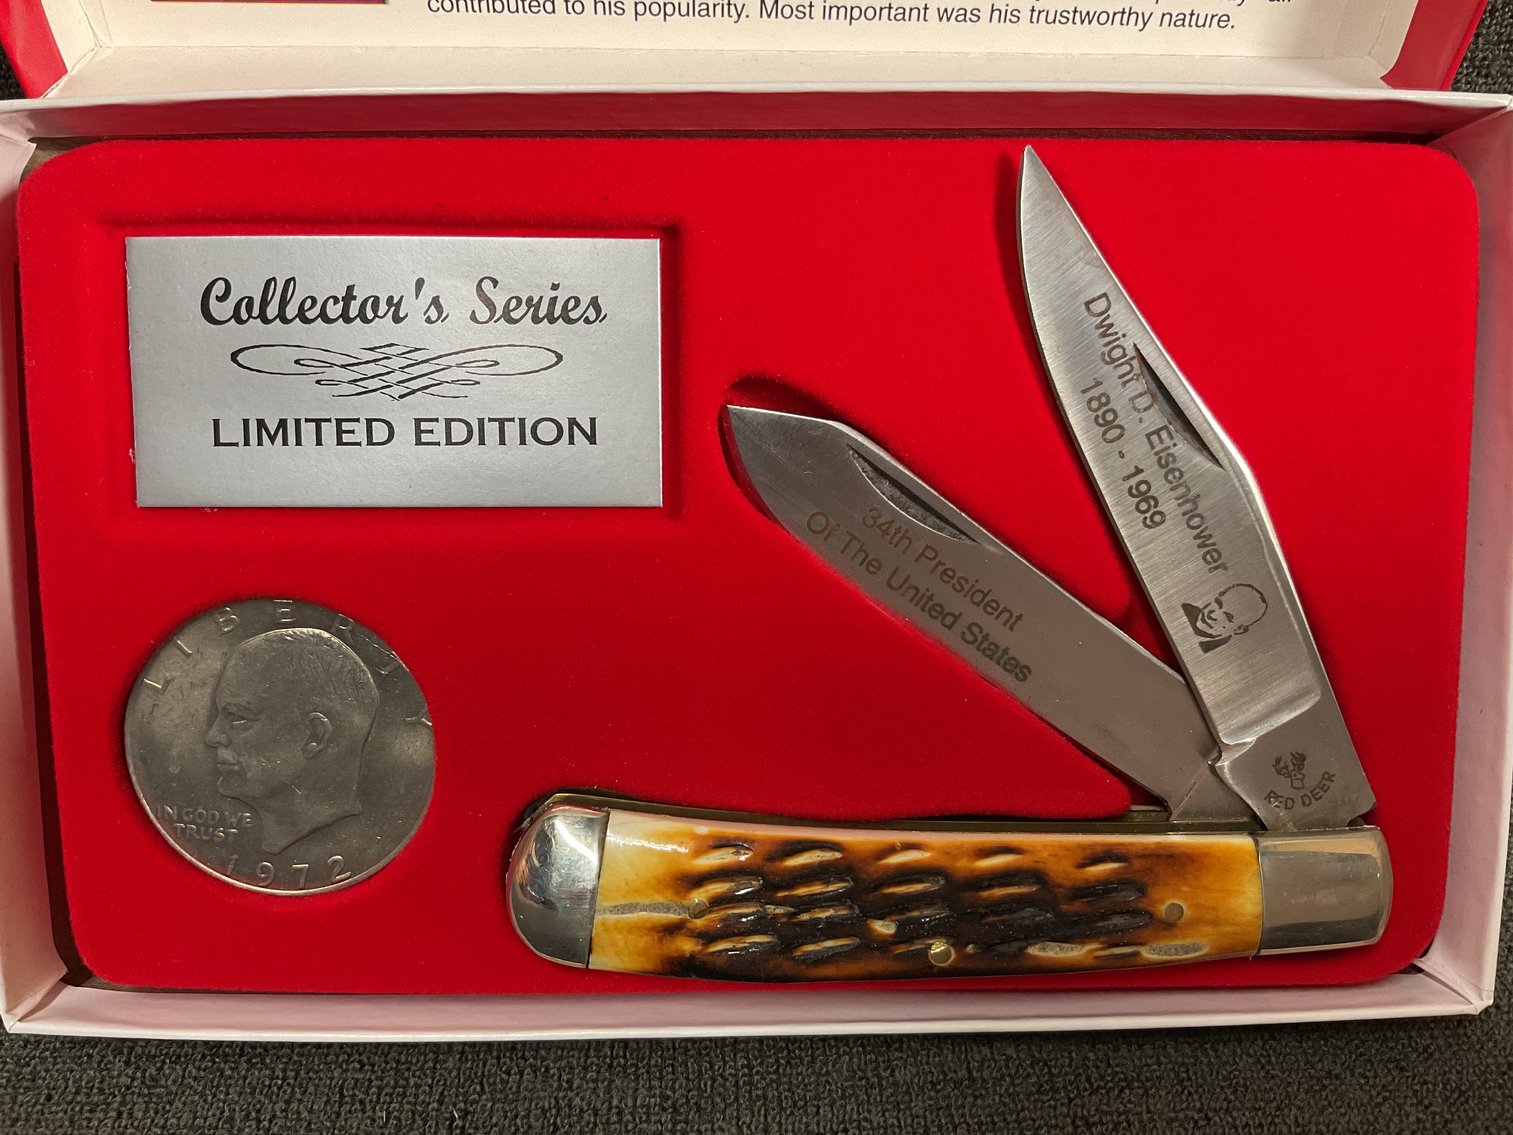 contributed to his popularity. Most important was his trustworthy nature.
Collector's Series
LIMITED EDITION
Dwight D. Eisenhower
1890 - 1969
34th President
Of The United States
RED DEER
LIBERTY
IN GOD WE
TRUST
1972